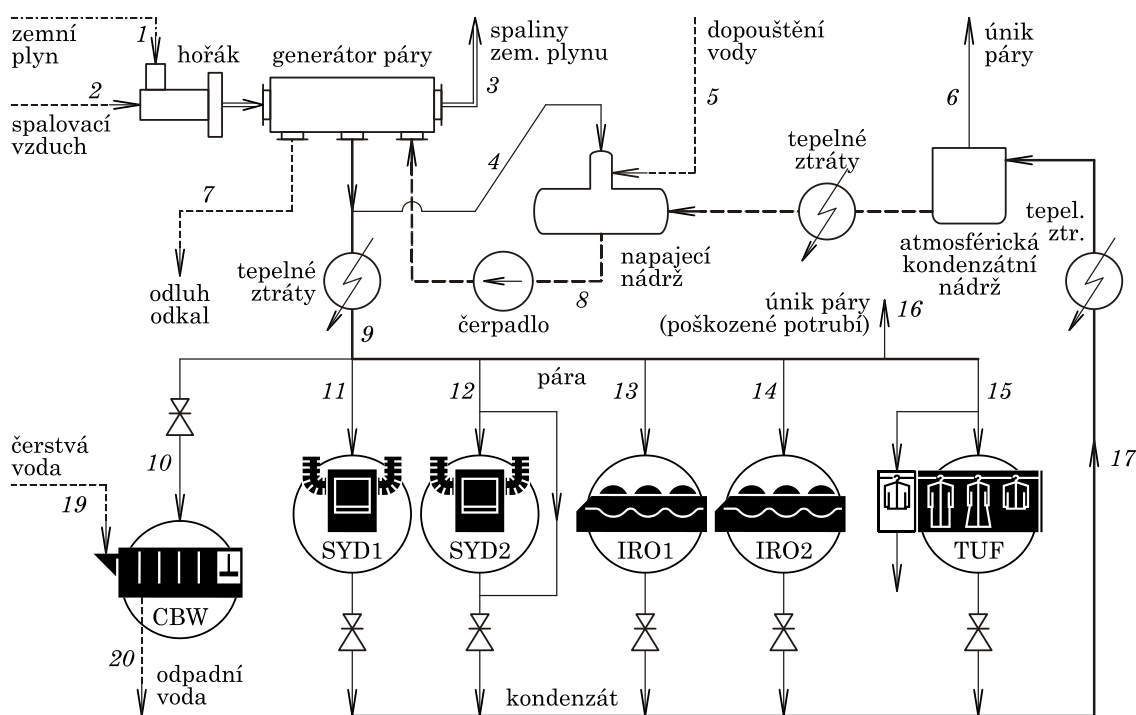 zemní
plyn
1
hořák
generátor páry
spaliny
zem. plynu
3
dopouštění
vody
5
únik
páry
6
2
spalovací
vzduch
4
tepelné
ztráty
7
tepel.
ztr.
atmosférická
kondenzátní
nádrž
napajecí
nádrž
8
tepelné
ztráty
odluh
odkal
čerpadlo
únik páry
(poškozené potrubí)
16
9
pára
11
12
13
14
15
čerstvá
voda
10
17
19
SYD1
SYD2
IRO1
IRO2
TUF
CBW
20
odpadní
voda
kondenzát